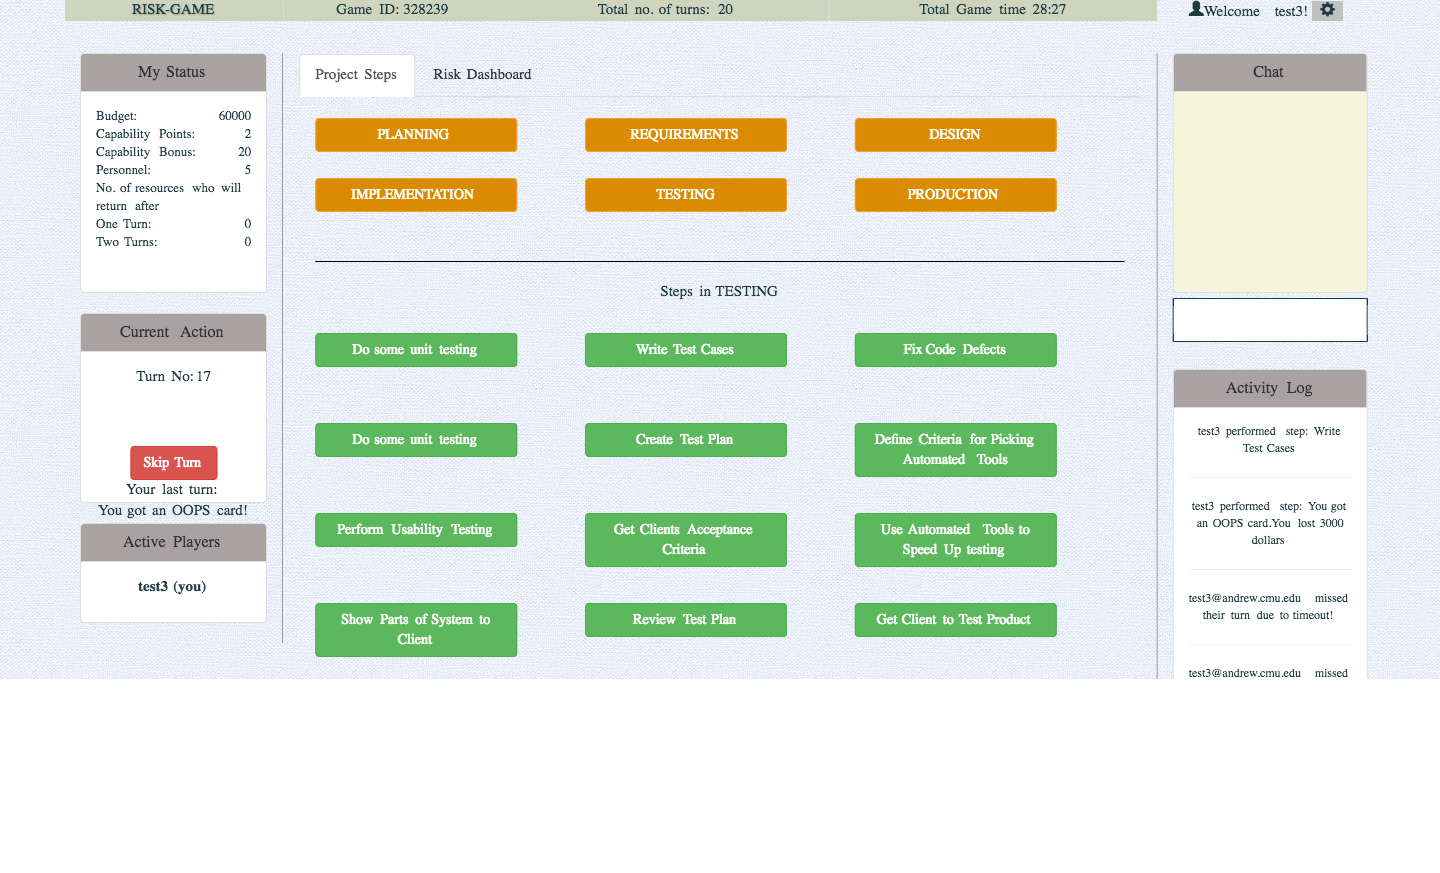 RISK-GAME
Game ID: 328239
Total no. of turns: 20
Total Game time 28:27
Welcome test3!
My Status
Budget: 60000
Capability Points: 2
Capability Bonus: 20
Personnel: 5
No. of resources who will
return after
One Turn: 0
Two Turns: 0
Current Action
Turn No: 17
Skip Turn
Your last turn:
You got an OOPS card!
Active Players
test3 (you)
Project Steps
Risk Dashboard
PLANNING
REQUIREMENTS
DESIGN
IMPLEMENTATION
TESTING
PRODUCTION
Steps in TESTING
Do some unit testing
Write Test Cases
Fix Code Defects
Do some unit testing
Create Test Plan
Define Criteria for Picking
Automated Tools
Perform Usability Testing
Get Clients Acceptance
Criteria
Use Automated Tools to
Speed Up testing
Show Parts of System to
Client
Review Test Plan
Get Client to Test Product
Chat
Activity Log
test3 performed step: Write
Test Cases
test3 performed step: You got
an OOPS card.You lost 3000
dollars
test3@andrew.cmu.edu missed
their turn due to timeout!
test3@andrew.cmu.edu missed